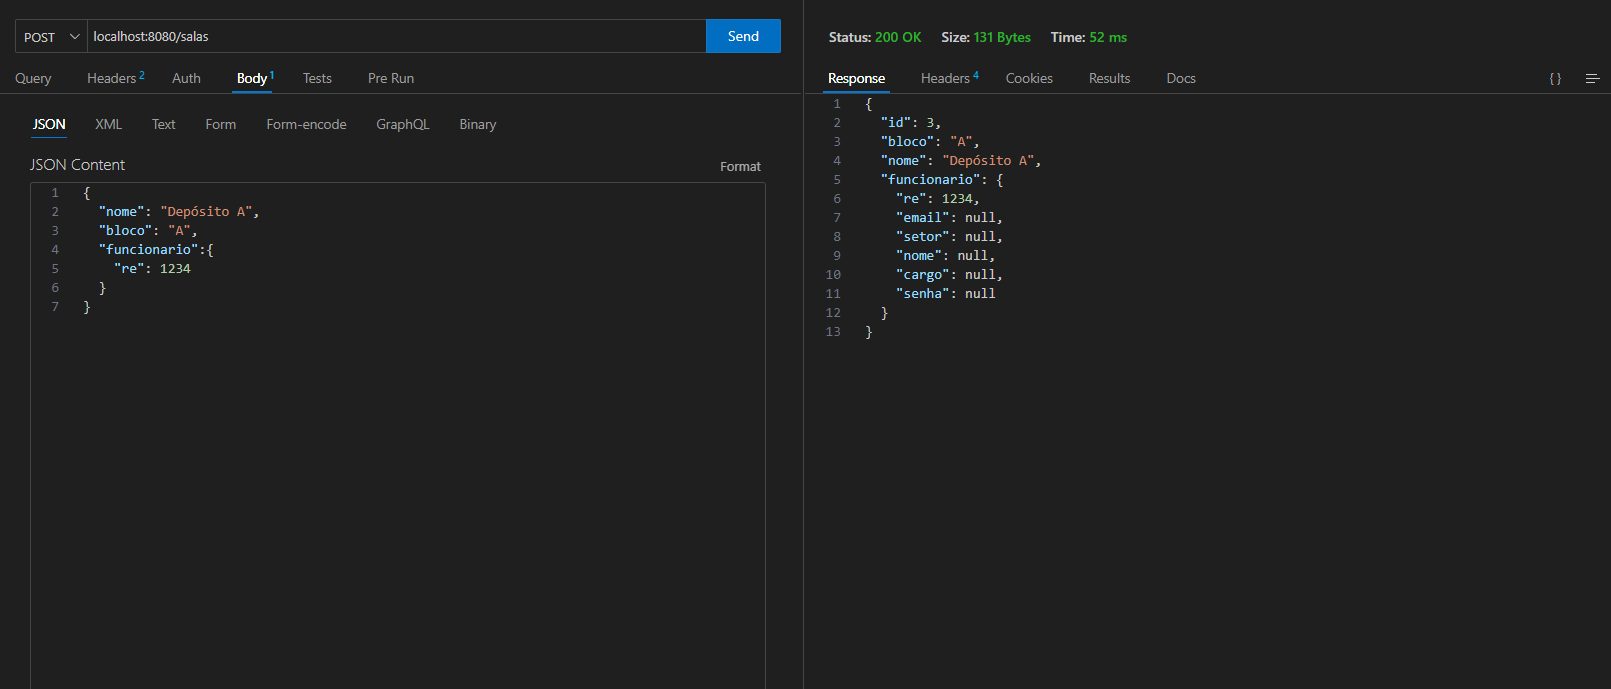 POST localhost:8080/salas Send
Query Headers 2 Auth Body 1 Tests Pre Run
JSON XML Text Form Form-encode GraphQL Binary
JSON Content Format
1 {
2 "nome": "Depósito A",
3 "bloco": "A",
4 "funcionario":{
5 "re": 1234
6 }
7 }
Status: 200 OK Size: 131 Bytes Time: 52 ms
Response Headers 4 Cookies Results Docs {}
1 {
2 "id": 3,
3 "bloco": "A",
4 "nome": "Depósito A",
5 "funcionario": {
6 "re": 1234,
7 "email": null,
8 "setor": null,
9 "nome": null,
10 "cargo": null,
11 "senha": null
12 }
13 }